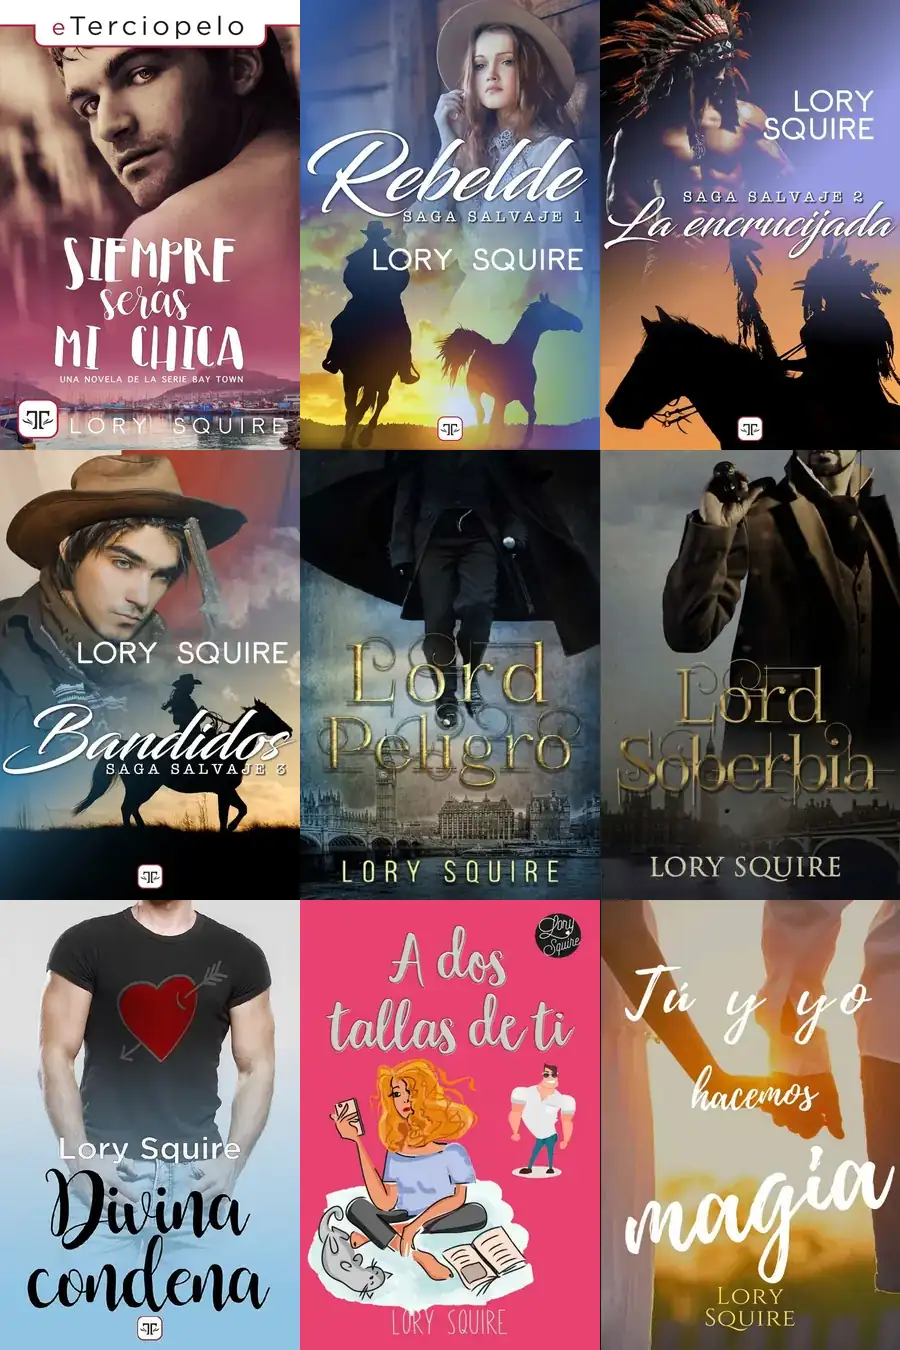 eTerciopelo
SIEMPRE
serás
MI CHICA
UNA NOVELA DE LA SERIE BAY TOWN
LORY SQUIRE
Rebelde
SAGA SALVAJE 1
LORY SQUIRE
LORY
SQUIRE
SAGA SALVAJE 2
La encrucijada
LORY SQUIRE
Bandidos
SAGA SALVAJE 3
Lord
Peligro
LORY SQUIRE
Lord
Soberbia
LORY SQUIRE
Lory Squire
Divina
condena
Lory
Squire
A dos
tallas de ti
LORY SQUIRE
Tú y yo
hacemos
magia
LORY
SQUIRE